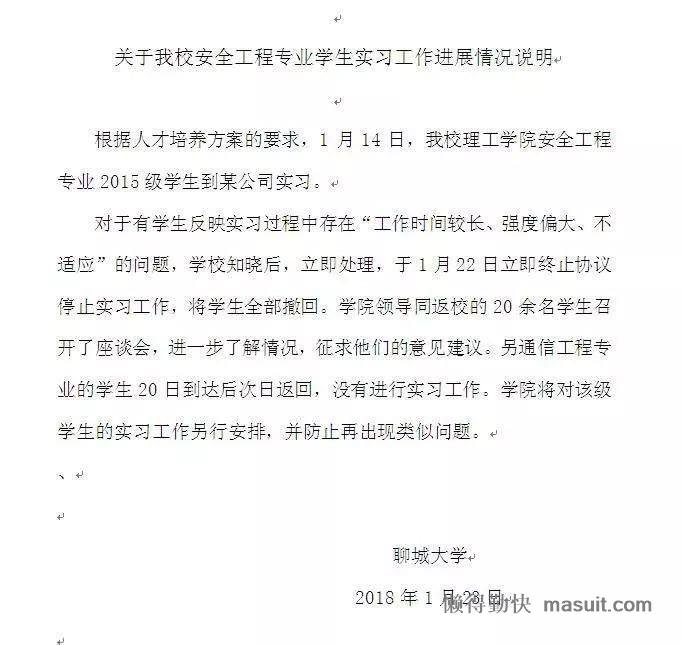 关于我校安全工程专业学生实习工作进展情况说明
根据人才培养方案的要求，1 月 14 日，我校理工学院安全工程
专业 2015 级学生到某公司实习。
对于有学生反映实习过程中存在“工作时间较长、强度偏大、不
适应”的问题，学校知晓后，立即处理，于 1 月 22 日立即终止协议
停止实习工作，将学生全部撤回。学院领导同返校的 20 余名学生召
开了座谈会，进一步了解情况，征求他们的意见建议。另通信工程专
业的学生 20 日到达后次日返回，没有进行实习工作。学院将对该级
学生的实习工作另行安排，并防止再出现类似问题。
、
聊城大学
2018 年 1 月 23 日
懒得勤快 masuit.com